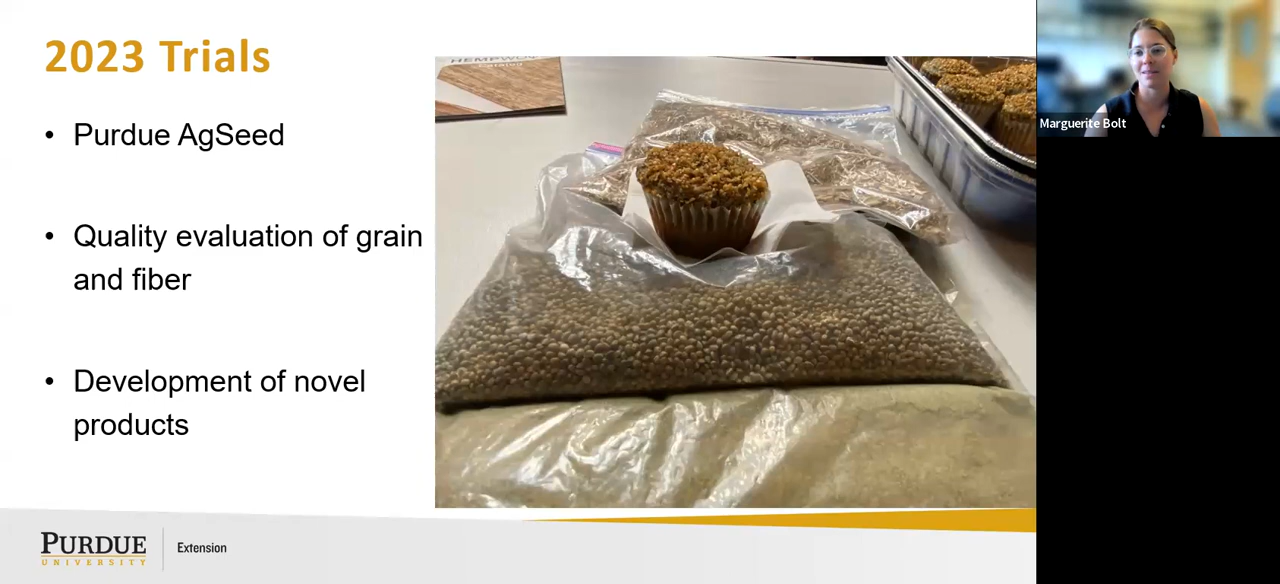 2023 Trials
• Purdue AgSeed
• Quality evaluation of grain
and fiber
• Development of novel
products
PURDUE
UNIVERSITY
Extension
Marguerite Bolt